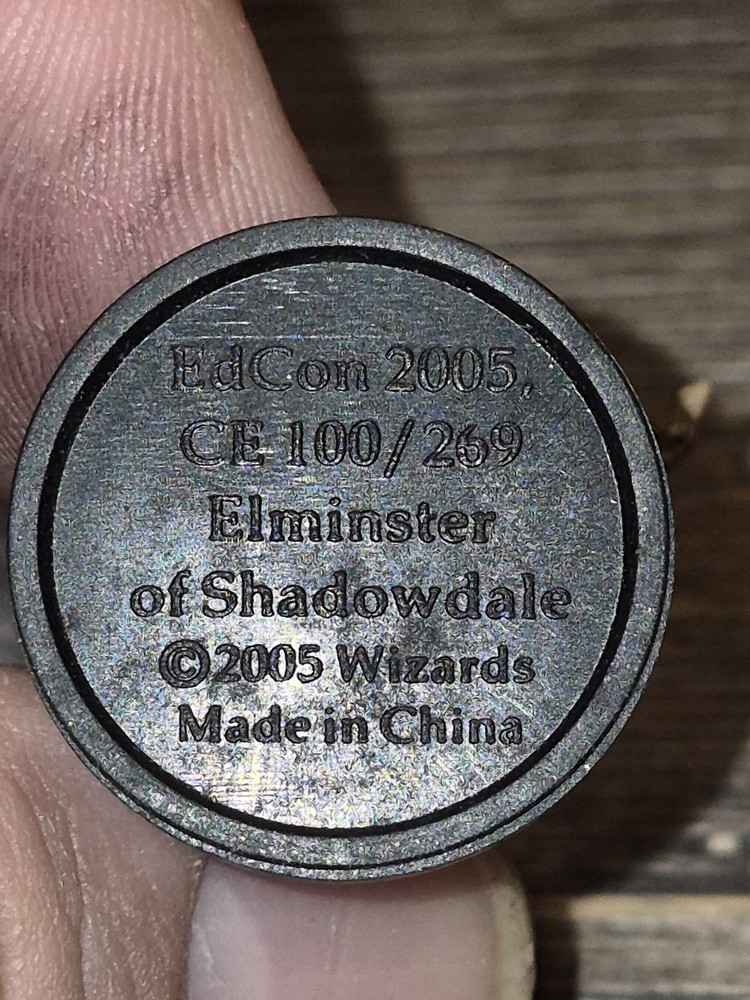 EdCon 2005,
CE 100/269
Elminster
of Shadowdale
©2005 Wizards
Made in China